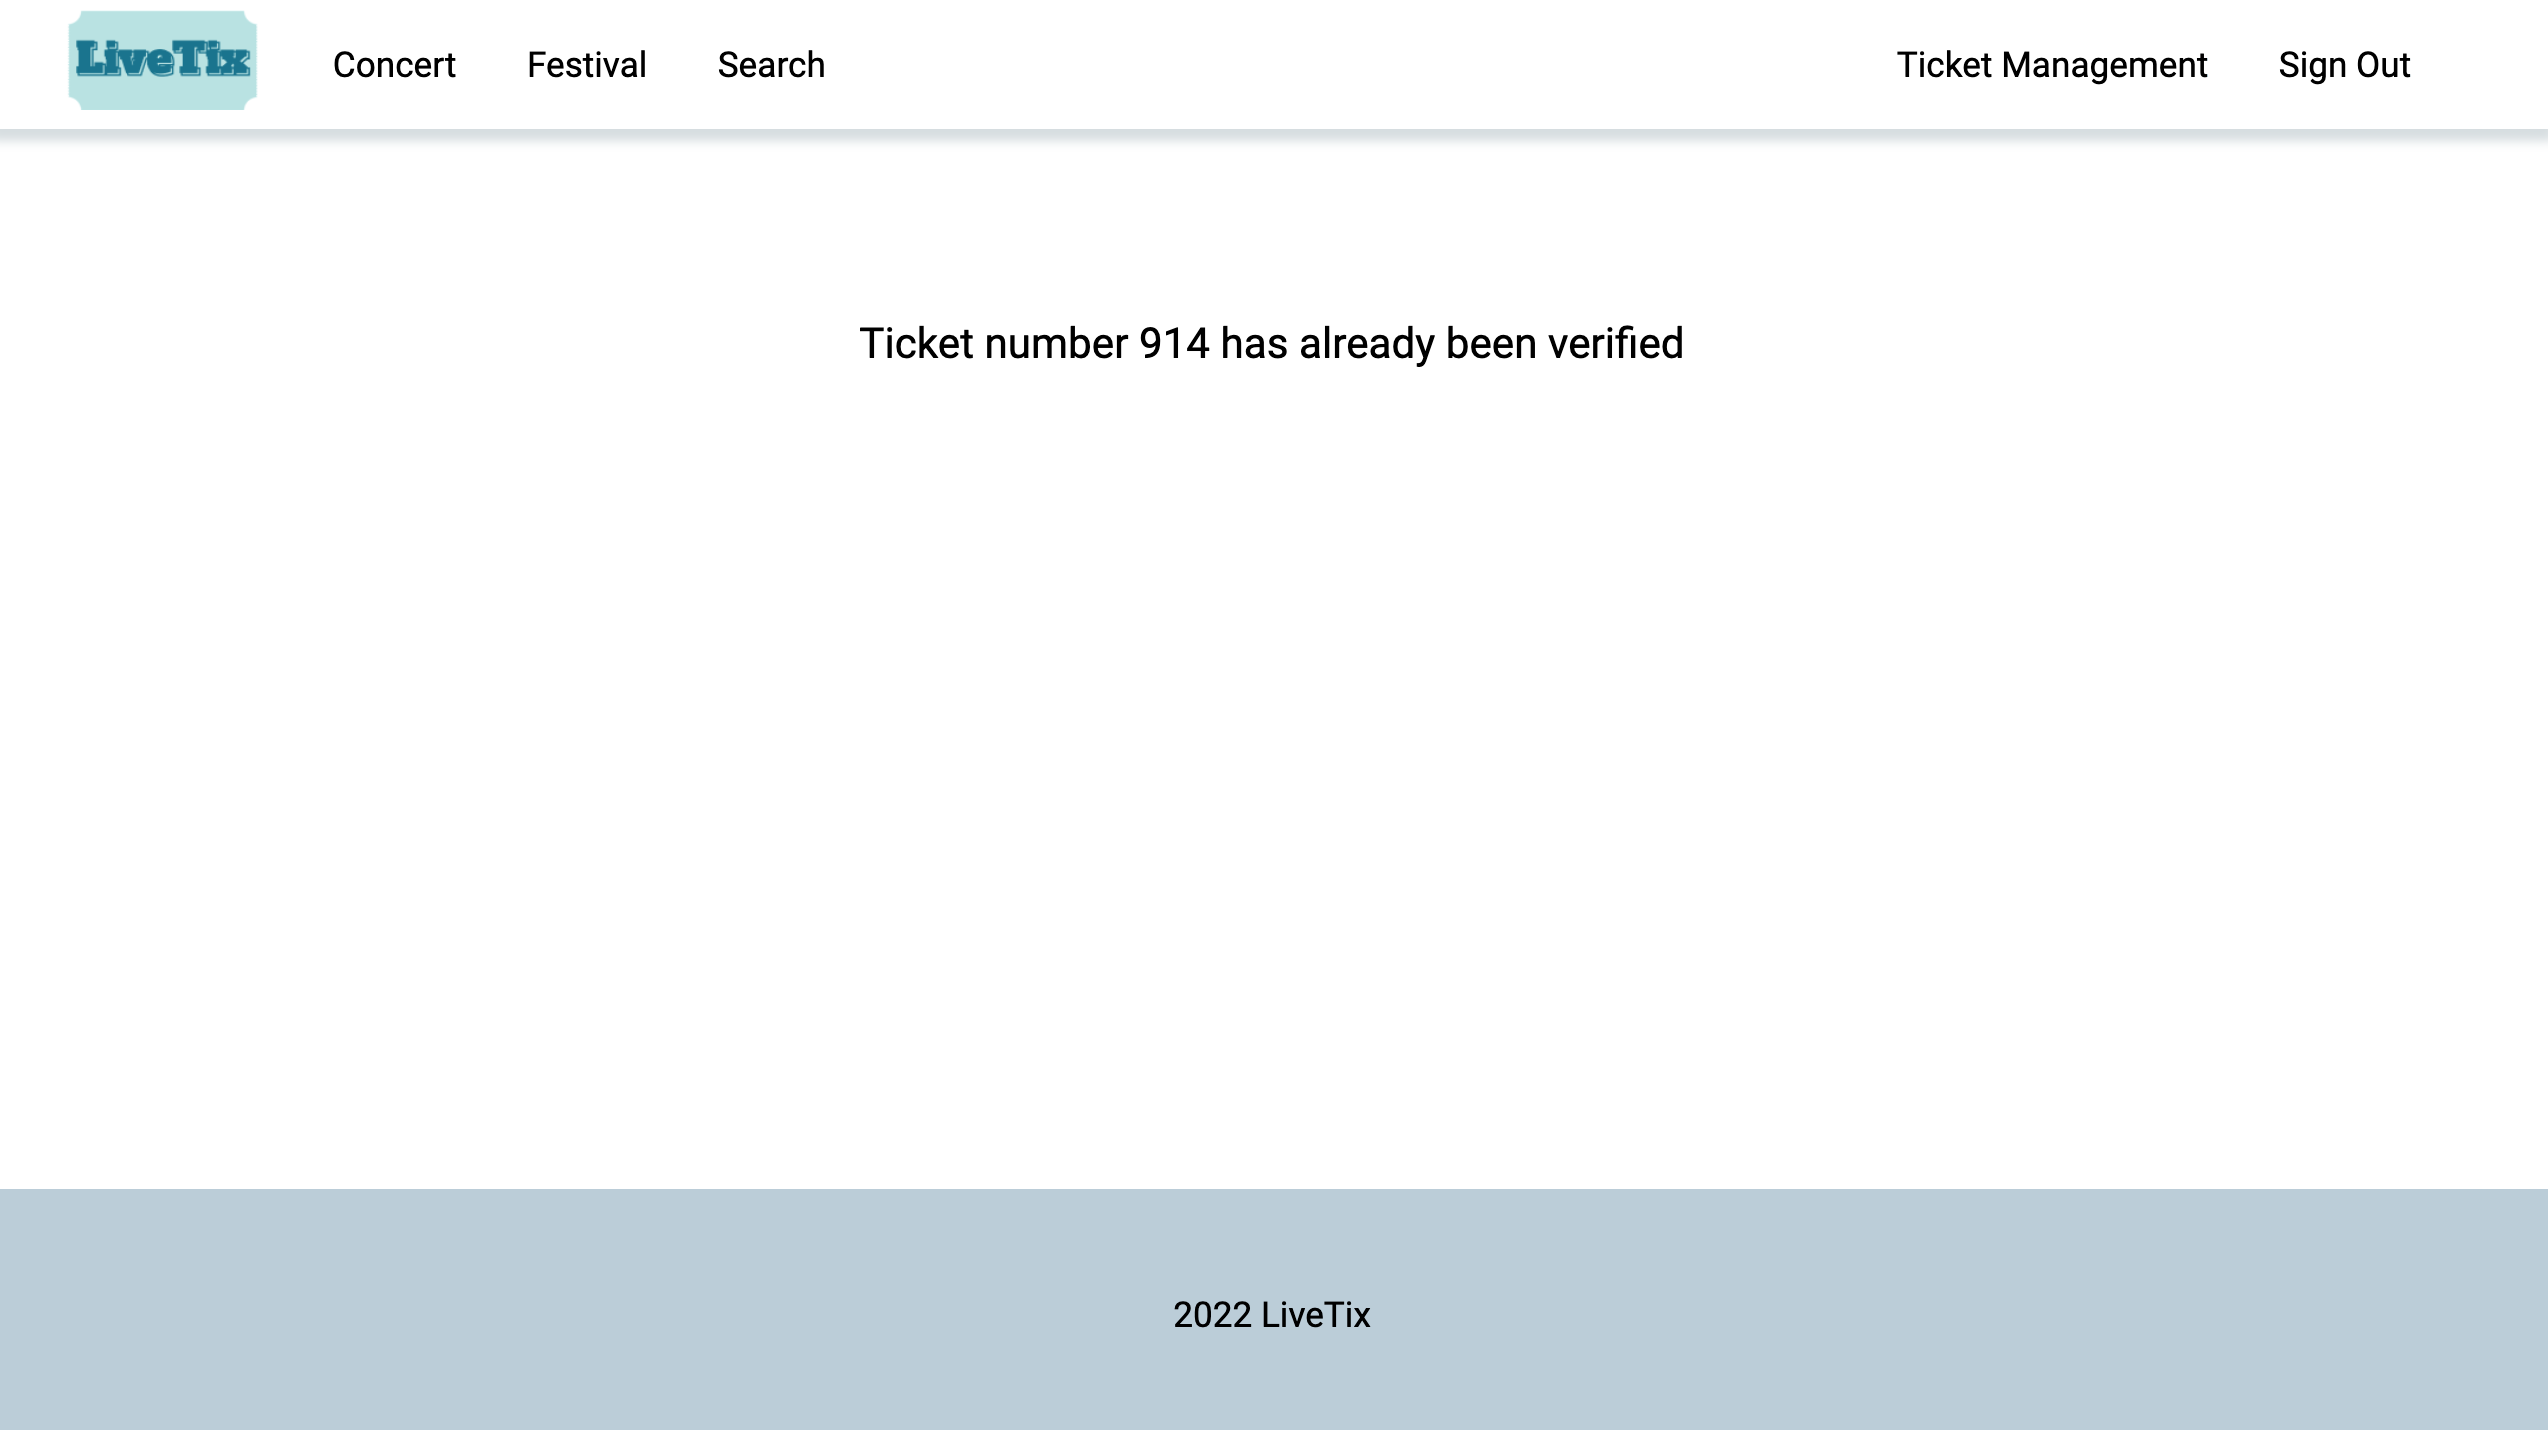 LiveTix
Concert
Festival
Search
Ticket Management
Sign Out
Ticket number 914 has already been verified
2022 LiveTix